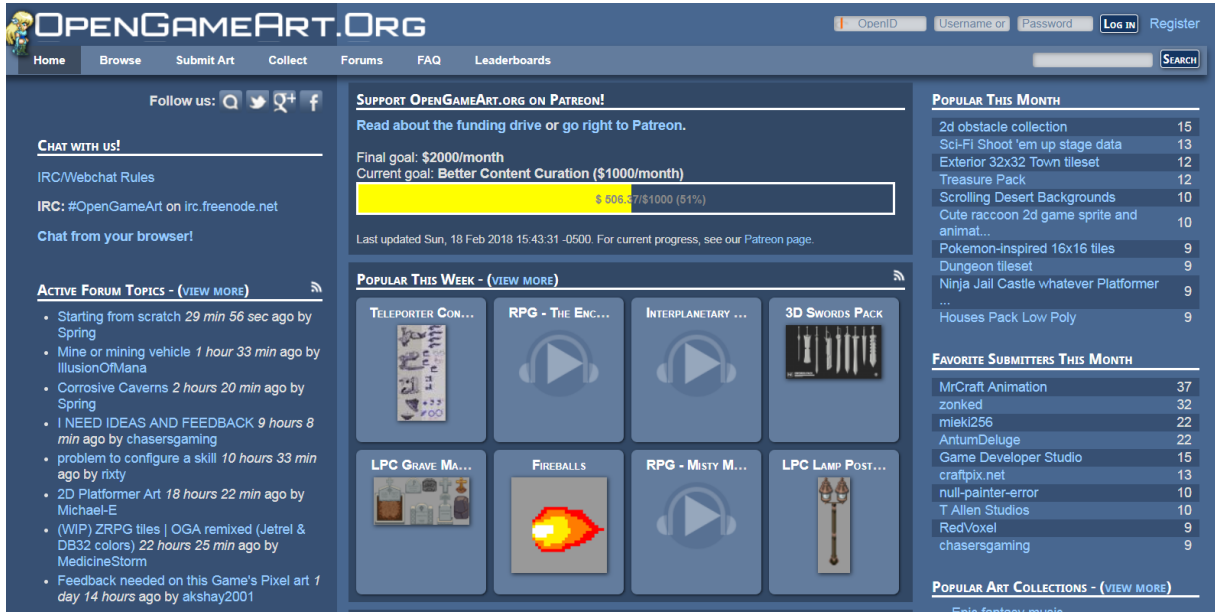 OpenGameArt.Org
OpenID
Username or
Password
Log in
Register
Home
Browse
Submit Art
Collect
Forums
FAQ
Leaderboards
Search
Follow us:
Chat with us!
IRC/Webchat Rules
IRC: #OpenGameArt on irc.freenode.net
Chat from your browser!
Active Forum Topics - (view more)
Starting from scratch 29 min 56 sec ago by
Spring
Mine or mining vehicle 1 hour 33 min ago by
IllusionOfMana
Corrosive Caverns 2 hours 20 min ago by
Spring
I NEED IDEAS AND FEEDBACK 9 hours 8
min ago by chasersgaming
problem to configure a skill 10 hours 33 min
ago by rixty
2D Platformer Art 18 hours 22 min ago by
Michael-E
(WIP) ZRPG tiles | OGA remixed (Jetrel &
DB32 colors) 22 hours 25 min ago by
MedicineStorm
Feedback needed on this Game's Pixel art 1
day 14 hours ago by akshay2001
Support OpenGameArt.org on Patreon!
Read about the funding drive or go right to Patreon.
Final goal: $2000/month
Current goal: Better Content Curation ($1000/month)
$ 506.37/$1000 (51%)
Last updated Sun, 18 Feb 2018 15:43:31 -0500. For current progress, see our Patreon page.
Popular This Week - (view more)
Teleporter Con...
RPG - The Enc...
Interplanetary ...
3D Swords Pack
LPC Grave Ma...
Fireballs
RPG - Misty M...
LPC Lamp Post...
Popular This Month
2d obstacle collection 15
Sci-Fi Shoot 'em up stage data 13
Exterior 32x32 Town tileset 12
Treasure Pack 12
Scrolling Desert Backgrounds 10
Cute raccoon 2d game sprite and
animat... 10
Pokemon-inspired 16x16 tiles 9
Dungeon tileset 9
Ninja Jail Castle whatever Platformer
... 9
Houses Pack Low Poly 9
Favorite Submitters This Month
MrCraft Animation 37
zonked 32
mieki256 22
AntumDeluge 22
Game Developer Studio 15
craftpix.net 13
null-painter-error 10
T Allen Studios 10
RedVoxel 9
chasersgaming 9
Popular Art Collections - (view more)
Epic fantasy music